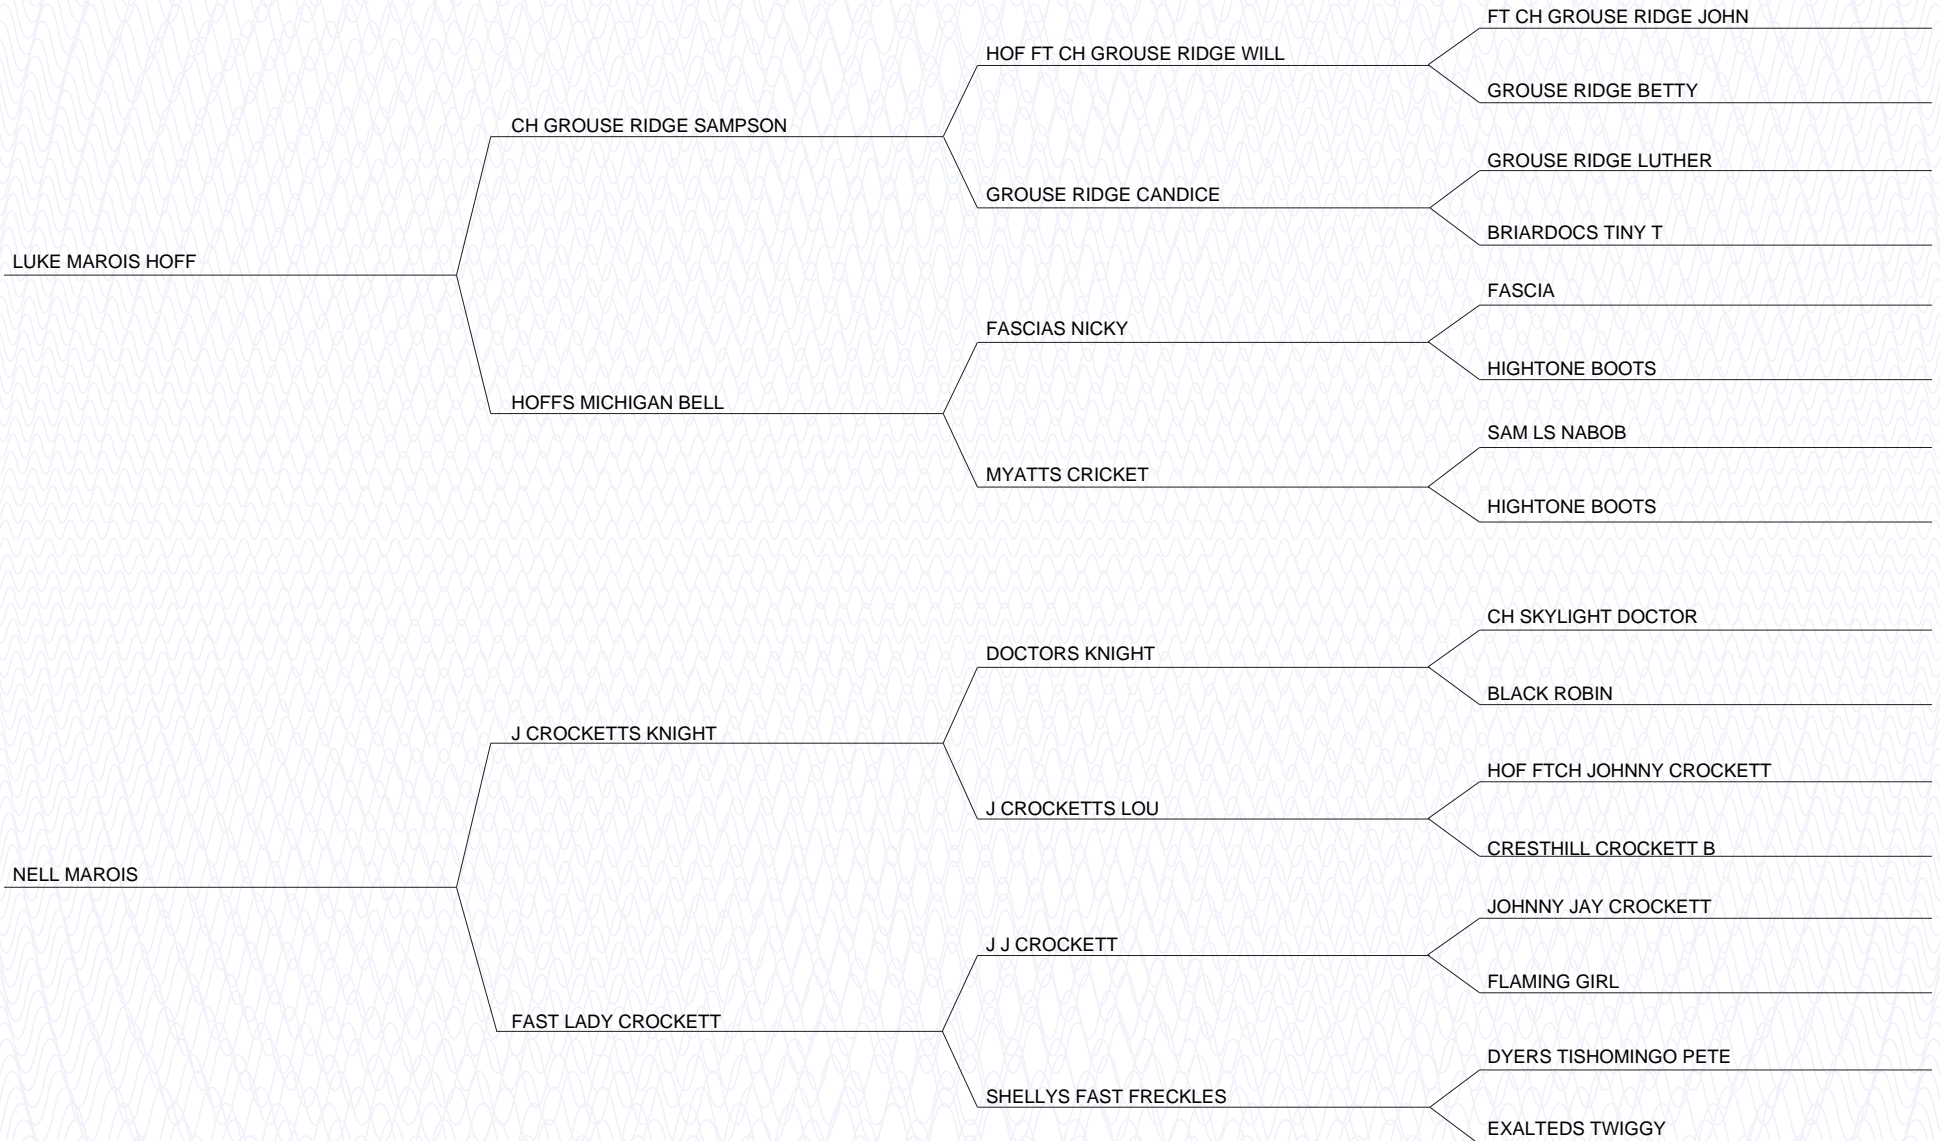 FT CH GROUSE RIDGE JOHN
HOF FT CH GROUSE RIDGE WILL
GROUSE RIDGE BETTY
CH GROUSE RIDGE SAMPSON
GROUSE RIDGE LUTHER
GROUSE RIDGE CANDICE
BRIARDOCS TINY T
LUKE MAROIS HOFF
FASCIA
FASCIAS NICKY
HIGHTONE BOOTS
HOFFS MICHIGAN BELL
SAM LS NABOB
MYATTS CRICKET
HIGHTONE BOOTS
CH SKYLIGHT DOCTOR
DOCTORS KNIGHT
BLACK ROBIN
J CROCKETTS KNIGHT
HOF FTCH JOHNNY CROCKETT
J CROCKETTS LOU
CRESTHILL CROCKETT B
NELL MAROIS
JOHNNY JAY CROCKETT
J J CROCKETT
FLAMING GIRL
FAST LADY CROCKETT
DYERS TISHOMINGO PETE
SHELLYS FAST FRECKLES
EXALTEDS TWIGGY